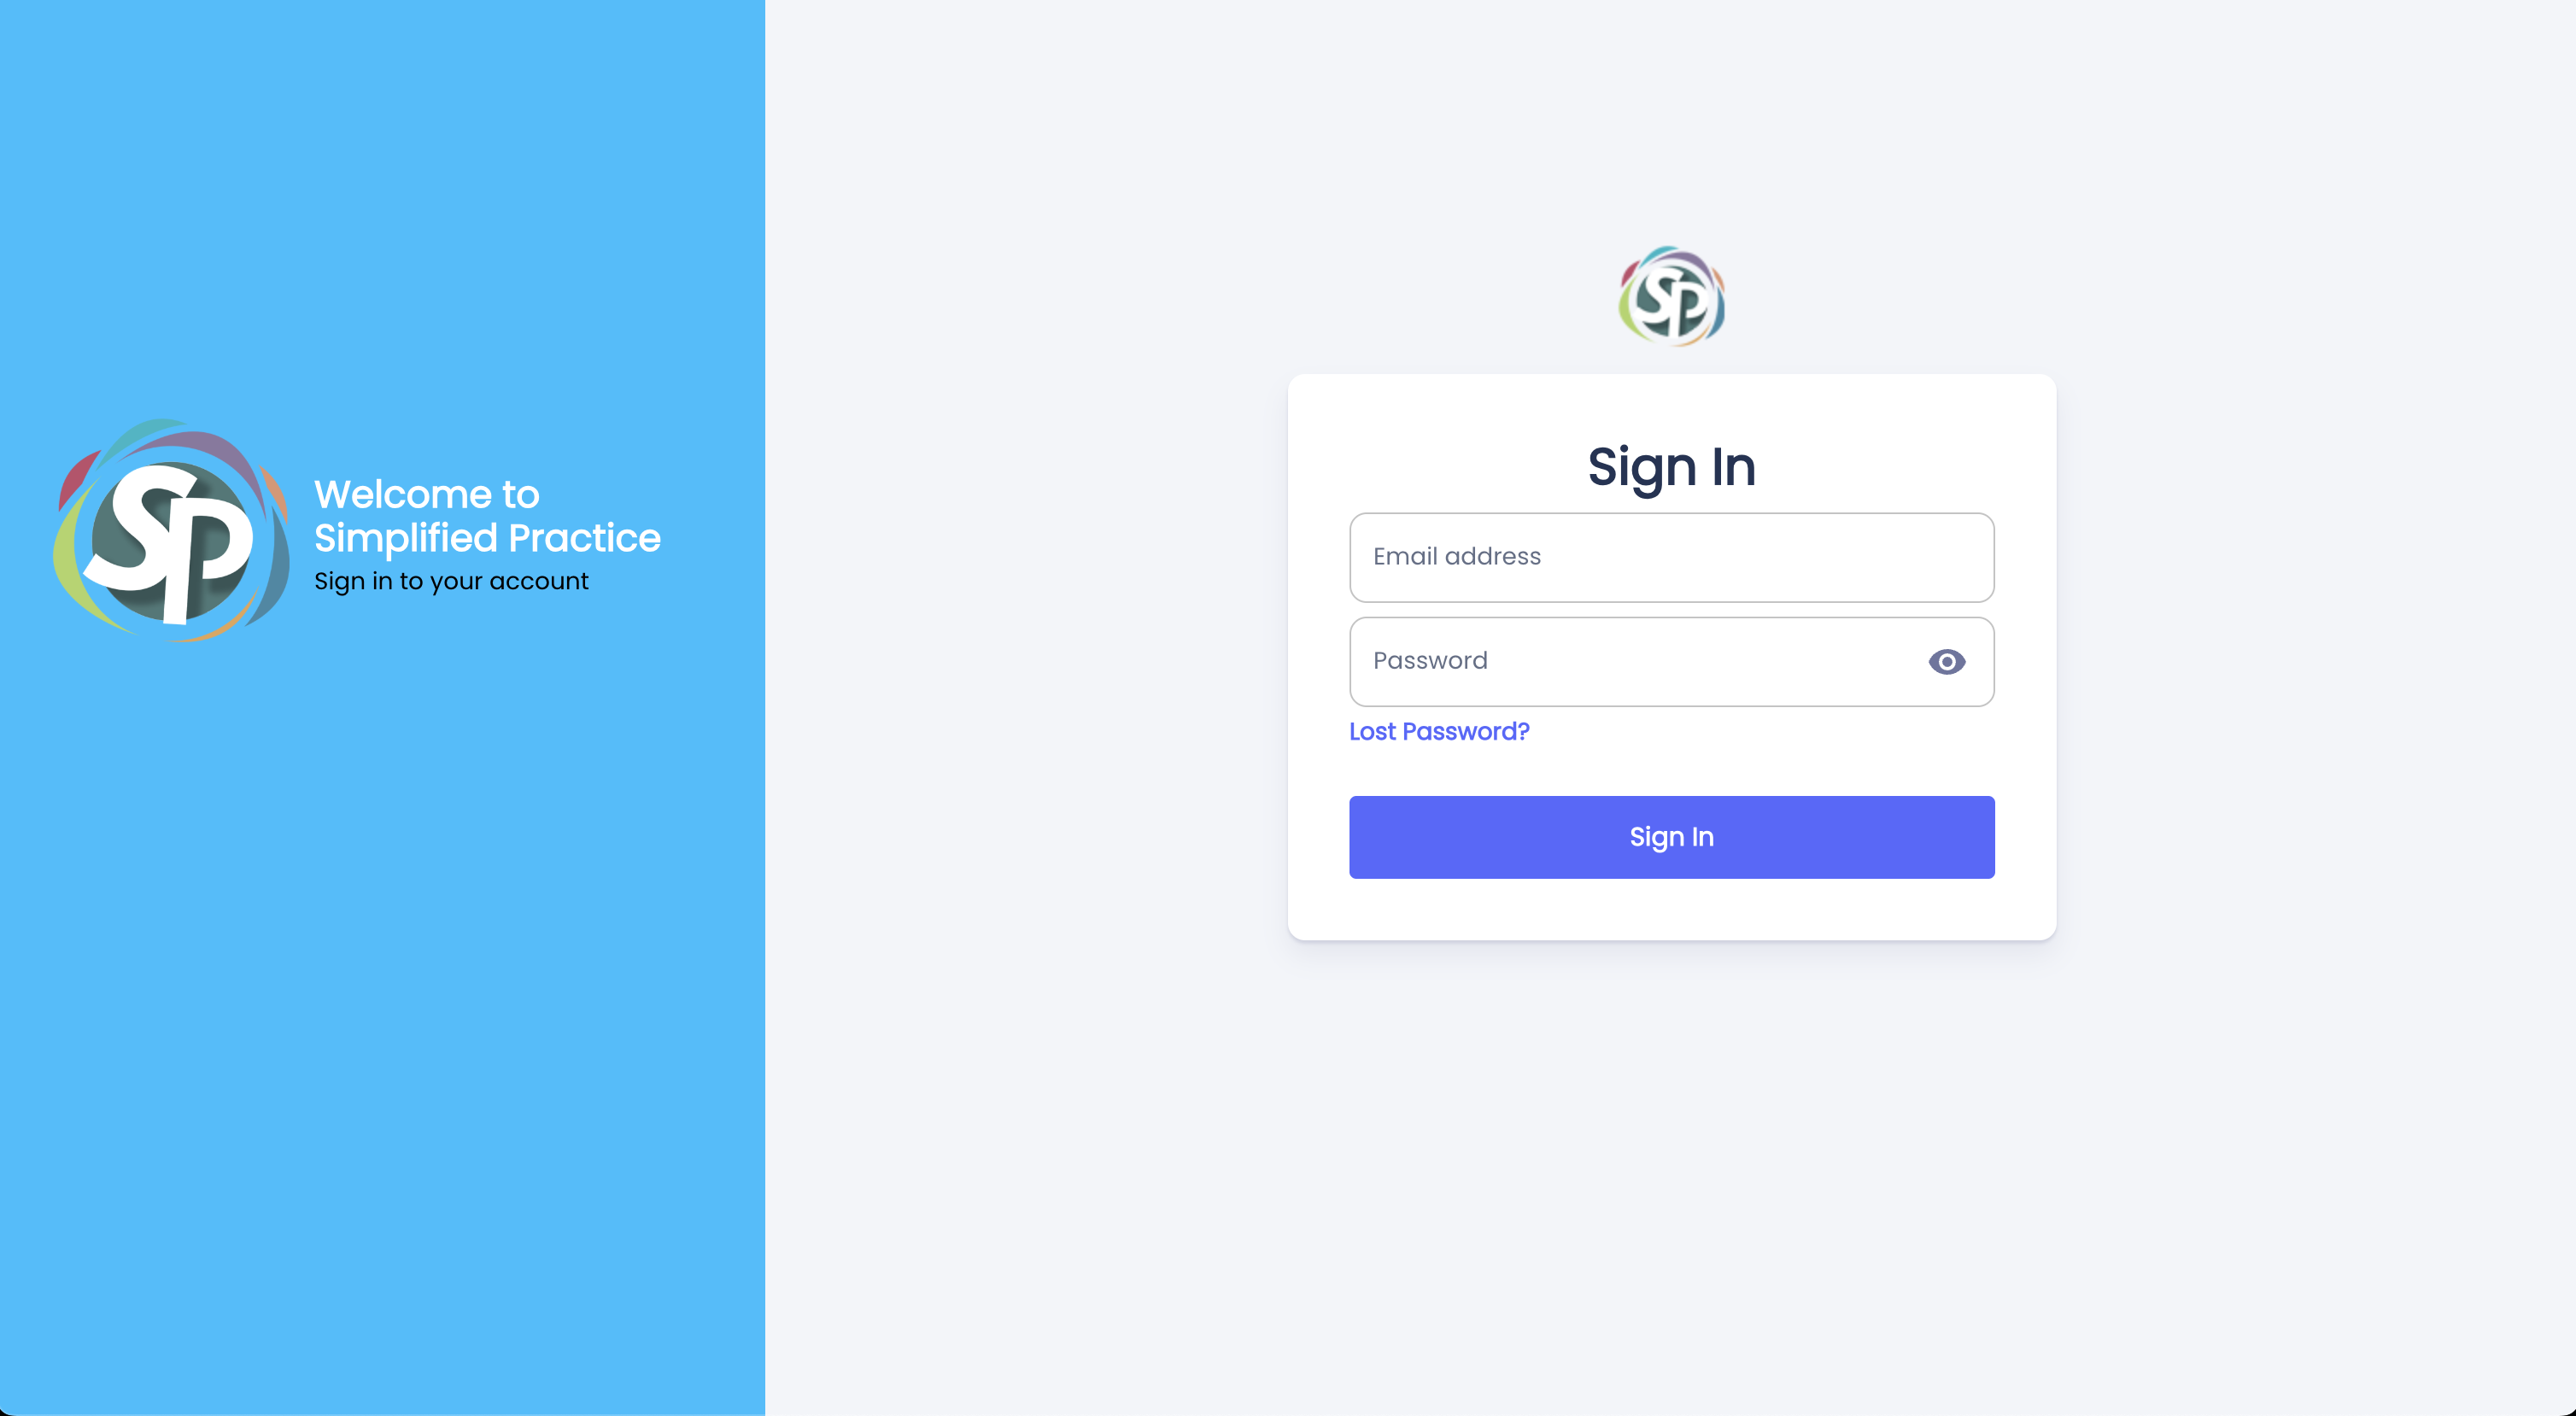 SP
Welcome to
Simplified Practice
Sign in to your account
SP
Sign In
Email address
Password
Lost Password?
Sign In